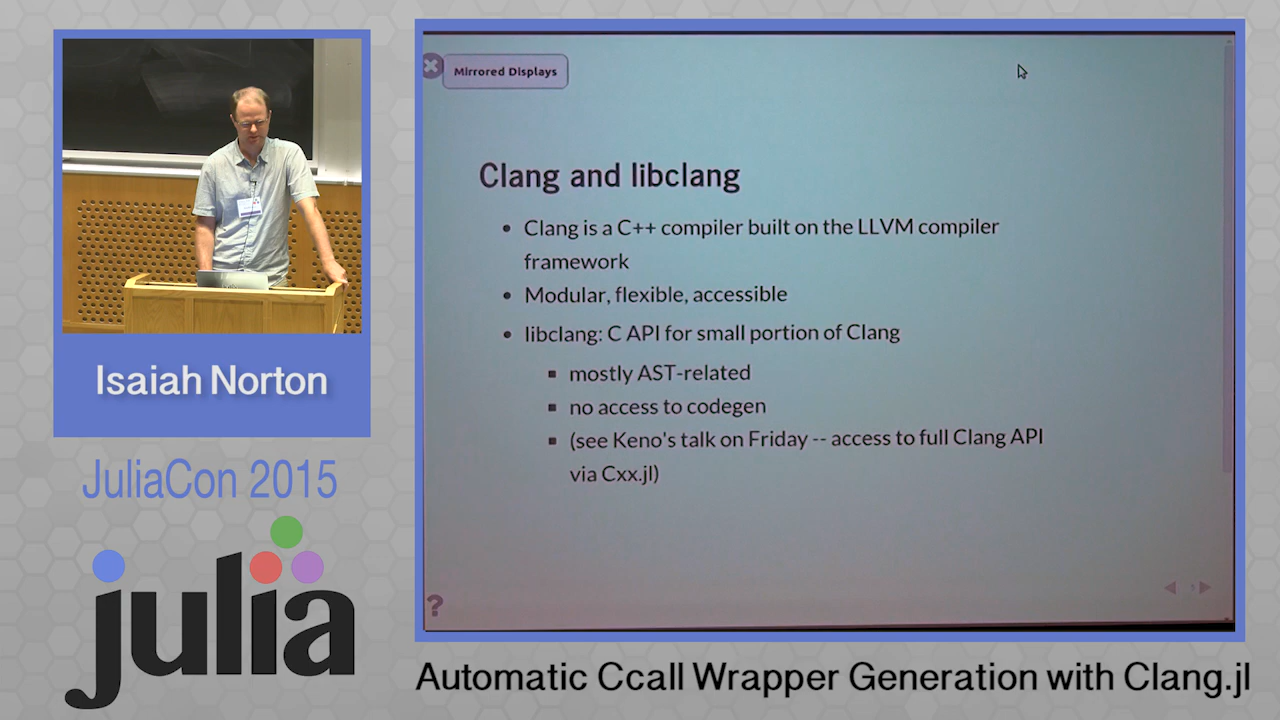 Isaiah Norton
JuliaCon 2015
julia
Mirrored Displays
Clang and libclang
• Clang is a C++ compiler built on the LLVM compiler
framework
• Modular, flexible, accessible
• libclang: C API for small portion of Clang
▪ mostly AST-related
▪ no access to codegen
▪ (see Keno's talk on Friday -- access to full Clang API
via Cxx.jl)
?
Automatic Ccall Wrapper Generation with Clang.jl